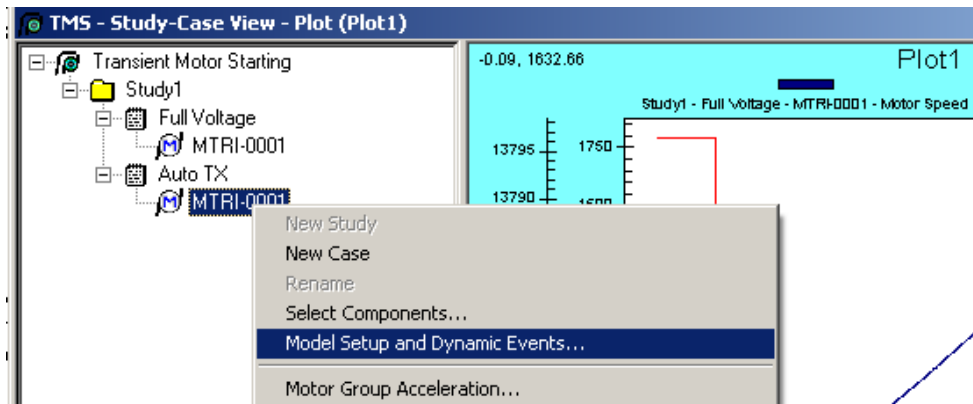 TMS - Study-Case View - Plot (Plot1)
Transient Motor Starting
Study1
Full Voltage
MTRI-0001
Auto TX
MTRI-0001
-0.09, 1632.66
Plot1
Study1 - Full Voltage - MTRI-0001 - Motor Speed
13795
1750
13790
New Study
New Case
Rename
Select Components...
Model Setup and Dynamic Events...
Motor Group Acceleration...